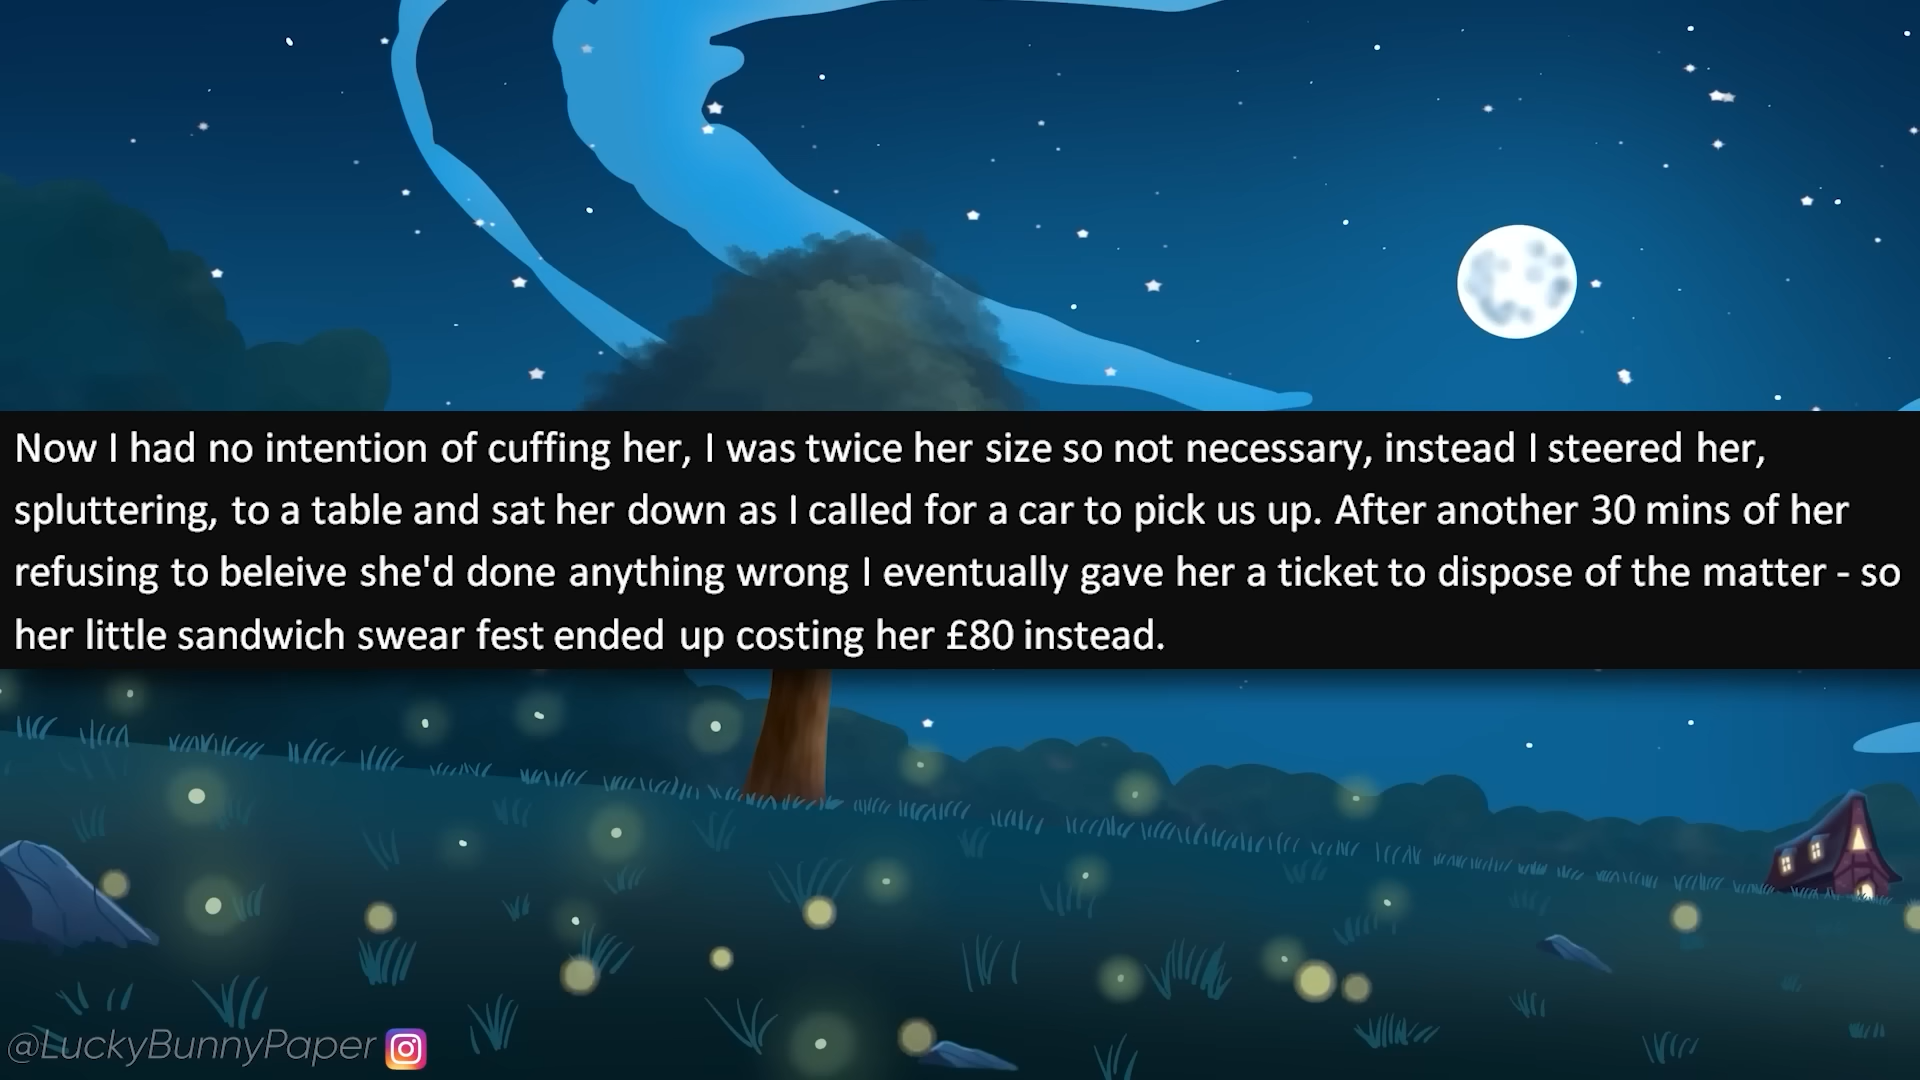 Now I had no intention of cuffing her, I was twice her size so not necessary, instead I steered her,
spluttering, to a table and sat her down as I called for a car to pick us up. After another 30 mins of her
refusing to beleive she'd done anything wrong I eventually gave her a ticket to dispose of the matter - so
her little sandwich swear fest ended up costing her £80 instead.
@LuckyBunnyPaper